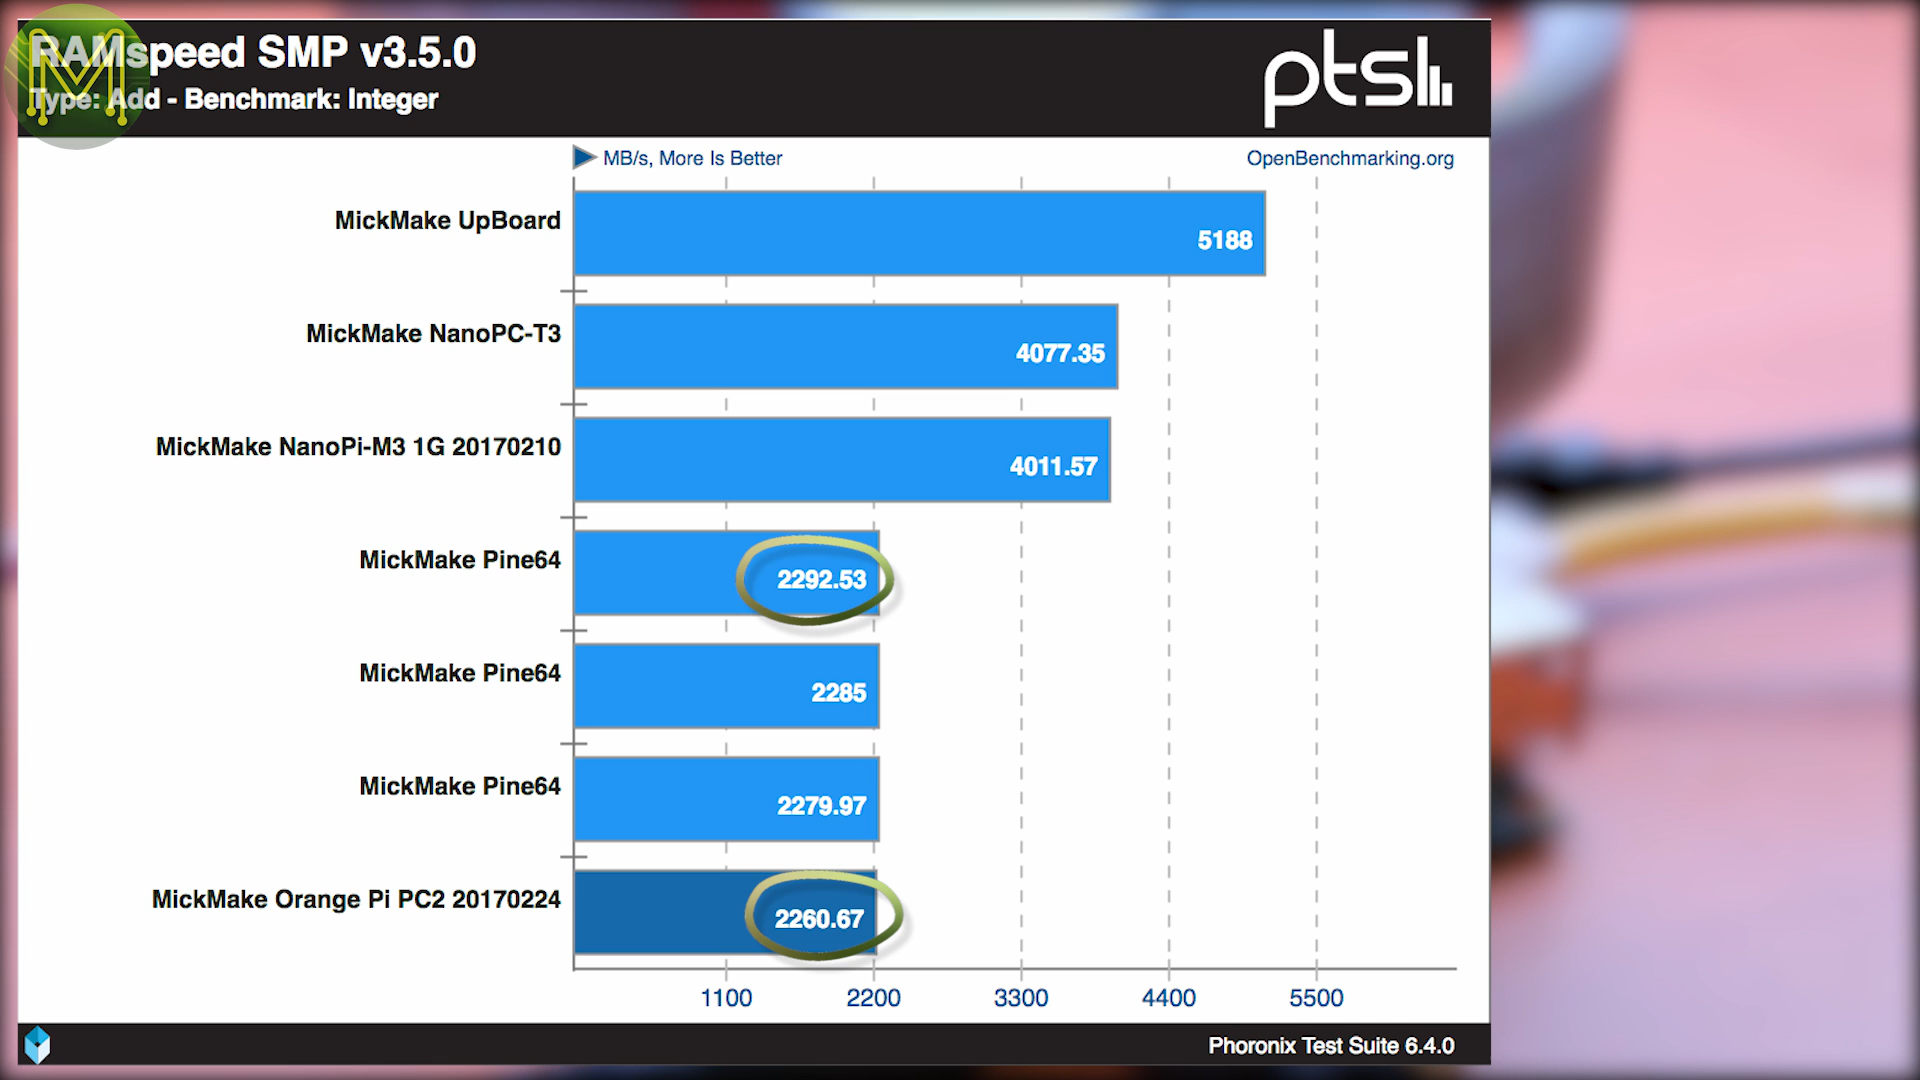 RAMspeed SMP v3.5.0
Type: Add - Benchmark: Integer
ptsl
MB/s, More Is Better
OpenBenchmarking.org
MickMake UpBoard
5188
MickMake NanoPC-T3
4077.35
MickMake NanoPi-M3 1G 20170210
4011.57
MickMake Pine64
2292.53
MickMake Pine64
2285
MickMake Pine64
2279.97
MickMake Orange Pi PC2 20170224
2260.67
1100 2200 3300 4400 5500
Phoronix Test Suite 6.4.0
M